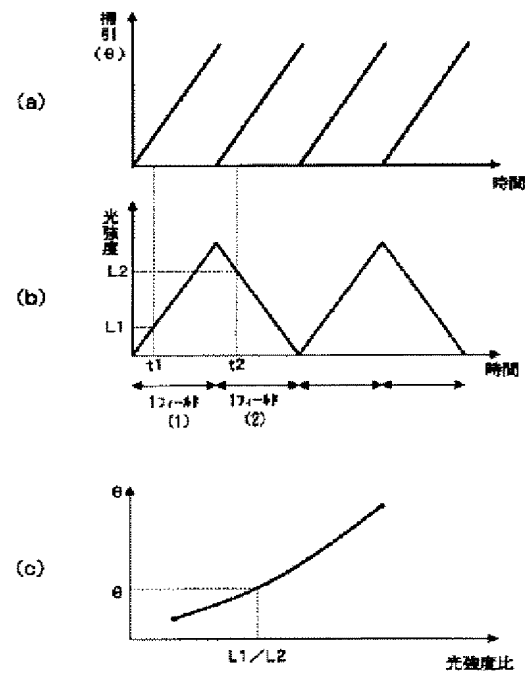 (a)
掃引
(θ)
時間
(b)
光強度
L2
L1
t1
t2
時間
1フィールド
(1)
1フィールド
(2)
(c)
θ
θ
L1/L2
光強度比